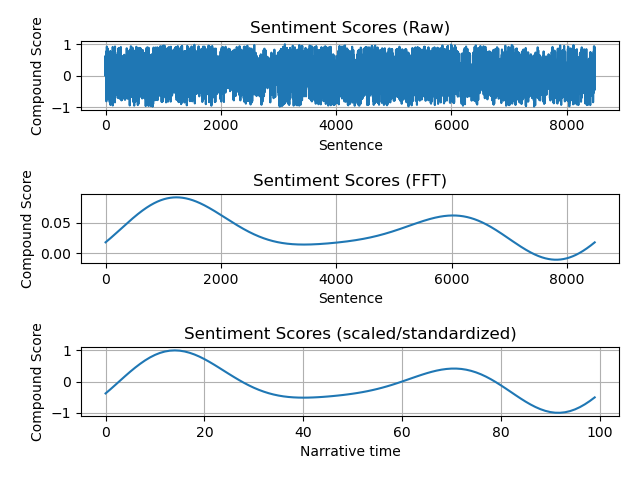 Sentiment Scores (Raw)
Compound Score
1
0
−1
0 2000 4000 6000 8000
Sentence
Sentiment Scores (FFT)
Compound Score
0.05
0.00
0 2000 4000 6000 8000
Sentence
Sentiment Scores (scaled/standardized)
Compound Score
1
0
−1
0 20 40 60 80 100
Narrative time